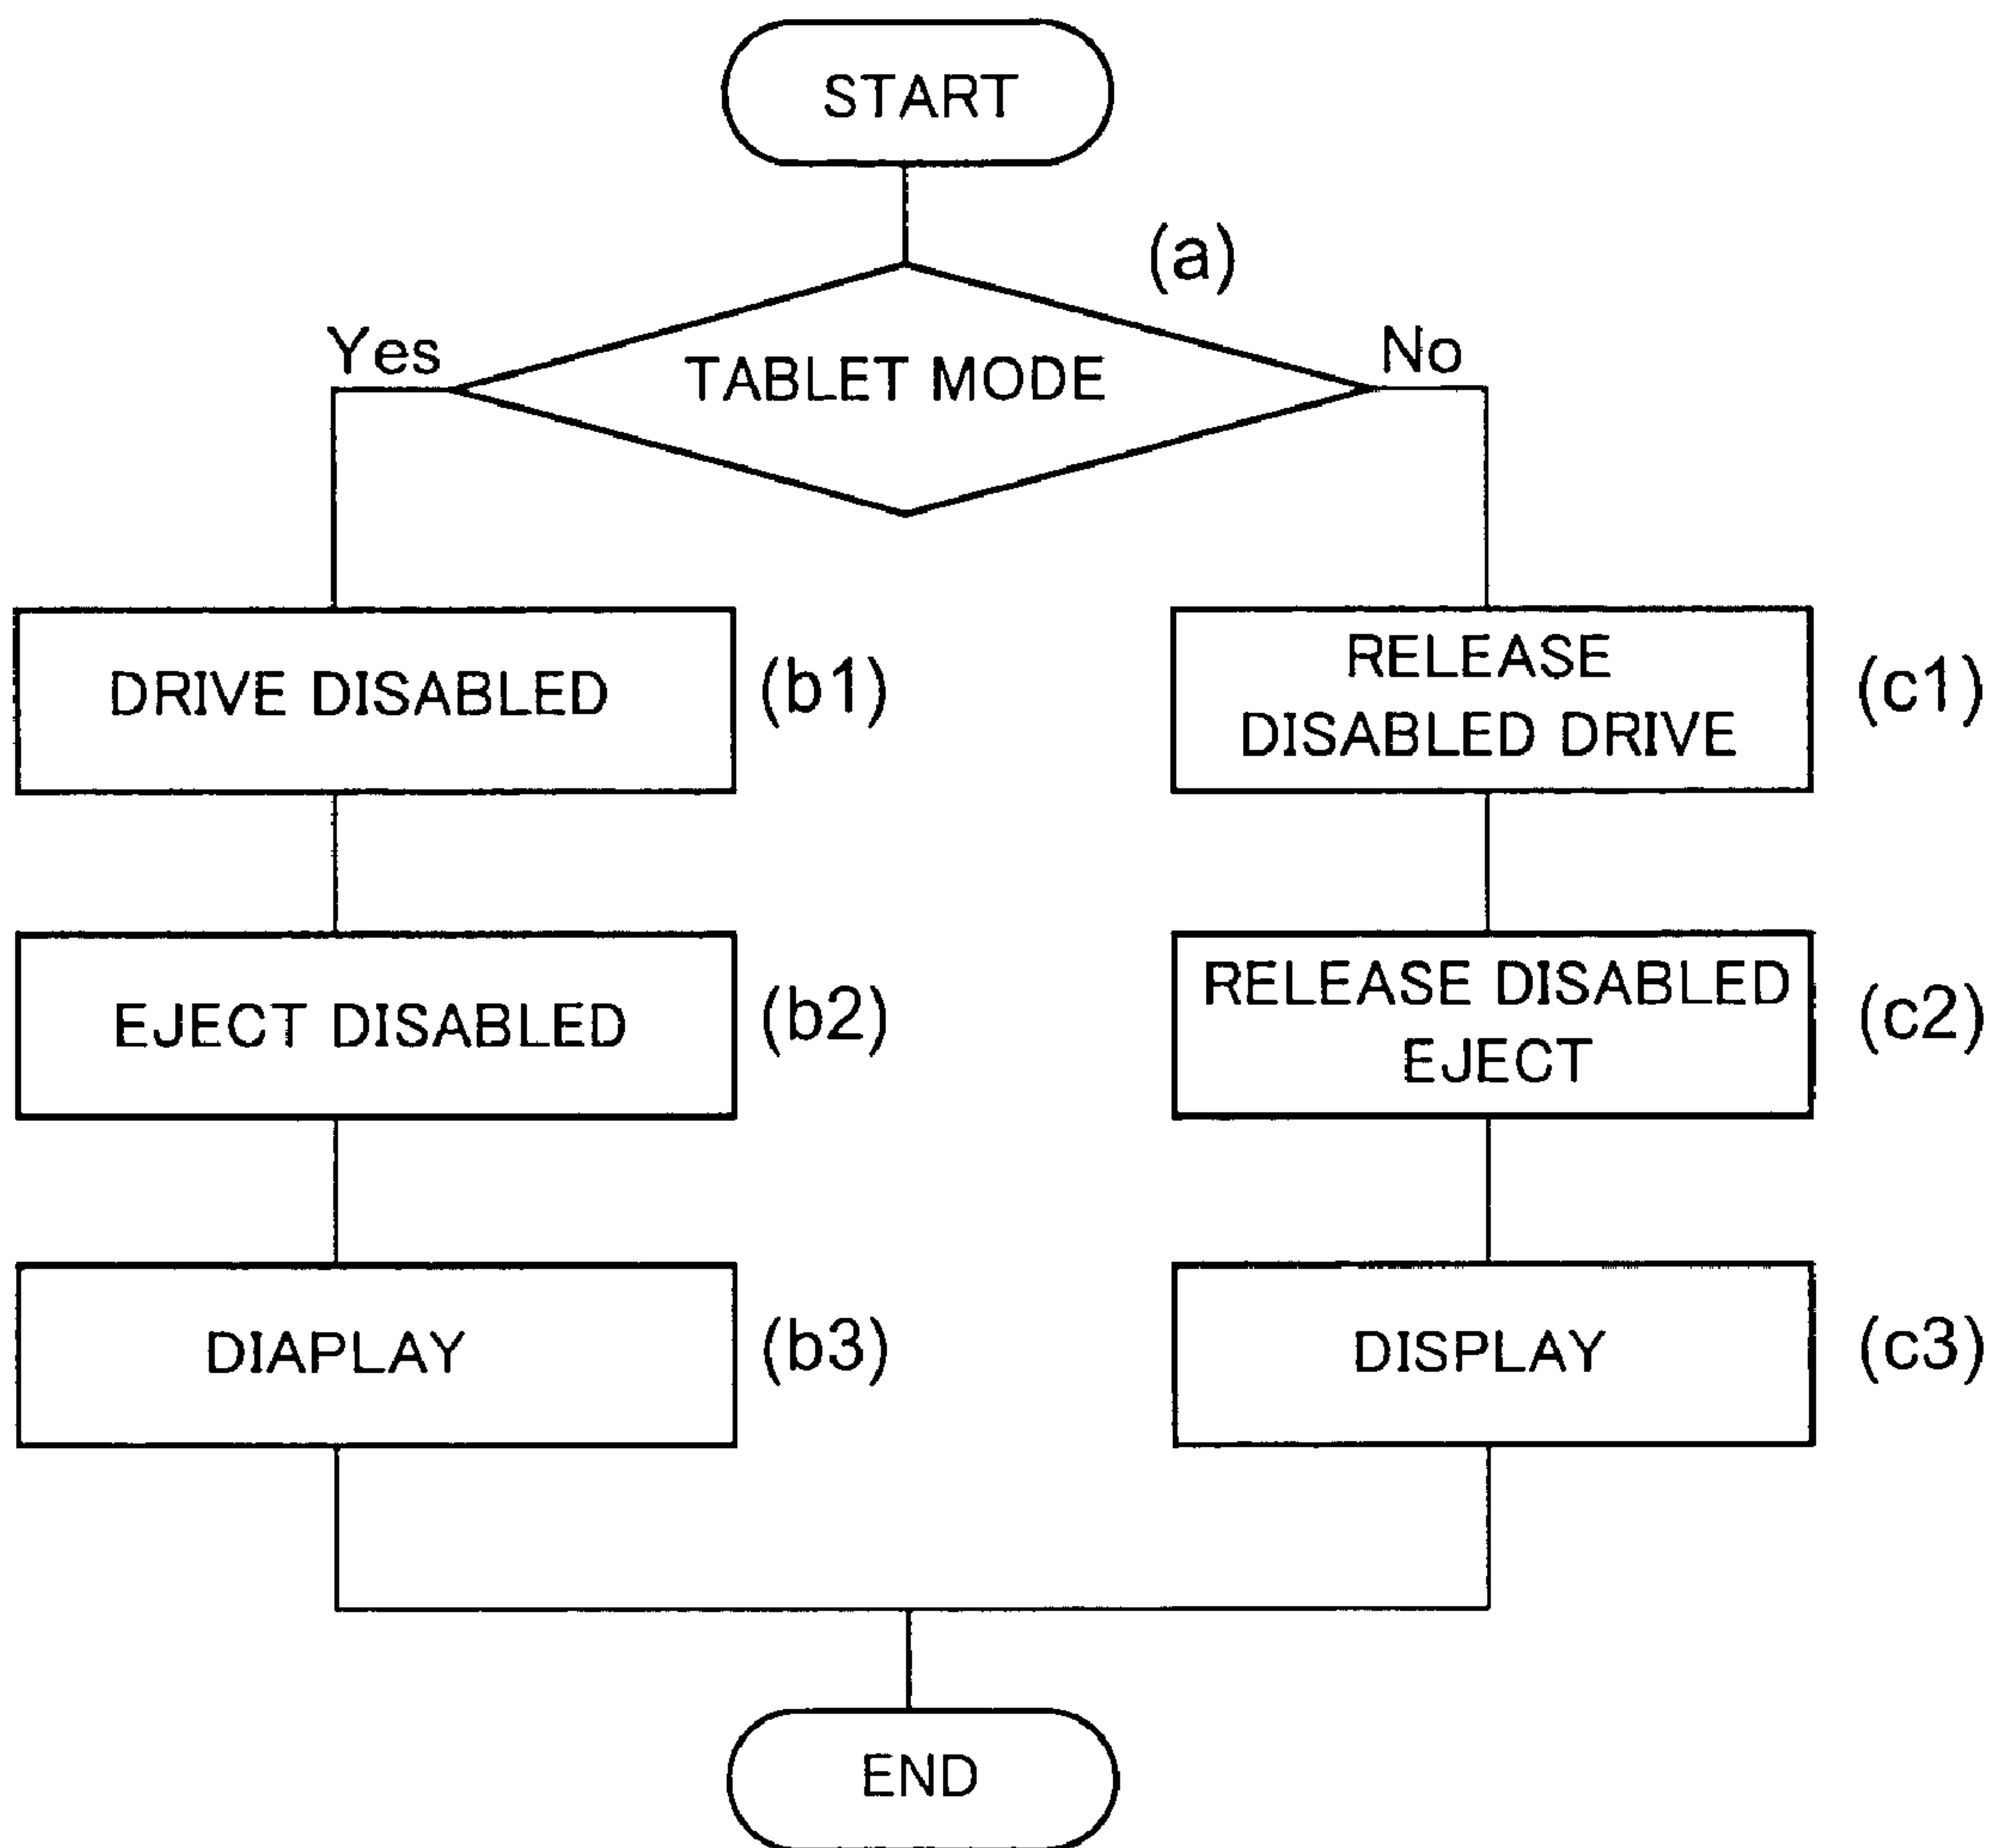 START
(a)
Yes
TABLET MODE
No
DRIVE DISABLED
(b1)
RELEASE
DISABLED DRIVE
(c1)
EJECT DISABLED
(b2)
RELEASE DISABLED
EJECT
(c2)
DIAPLAY
(b3)
DISPLAY
(c3)
END